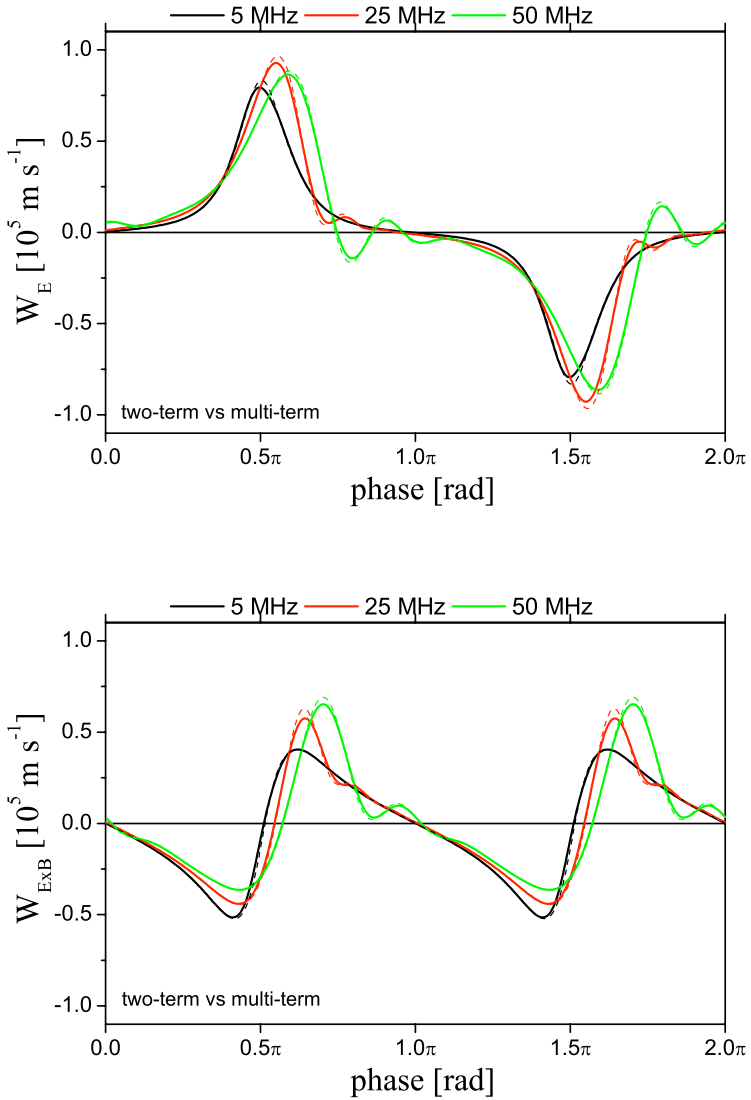 5 MHz 25 MHz 50 MHz
1.0
0.5
0.0
-0.5
-1.0
W_E [10^5 m s^-1]
two-term vs multi-term
0.0 0.5π 1.0π 1.5π 2.0π
phase [rad]
5 MHz 25 MHz 50 MHz
1.0
0.5
0.0
-0.5
-1.0
W_ExB [10^5 m s^-1]
two-term vs multi-term
0.0 0.5π 1.0π 1.5π 2.0π
phase [rad]